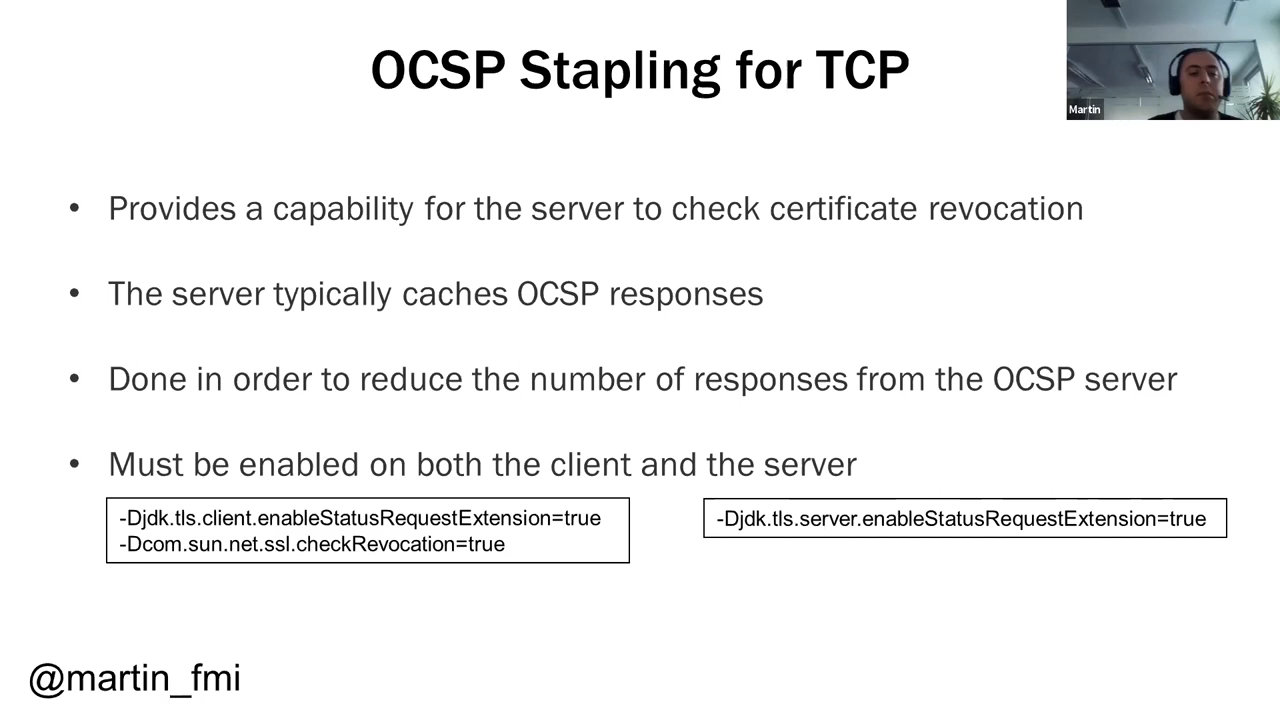 OCSP Stapling for TCP
Martin
• Provides a capability for the server to check certificate revocation
• The server typically caches OCSP responses
• Done in order to reduce the number of responses from the OCSP server
• Must be enabled on both the client and the server
-Djdk.tls.client.enableStatusRequestExtension=true
-Dcom.sun.net.ssl.checkRevocation=true
-Djdk.tls.server.enableStatusRequestExtension=true
@martin_fmi